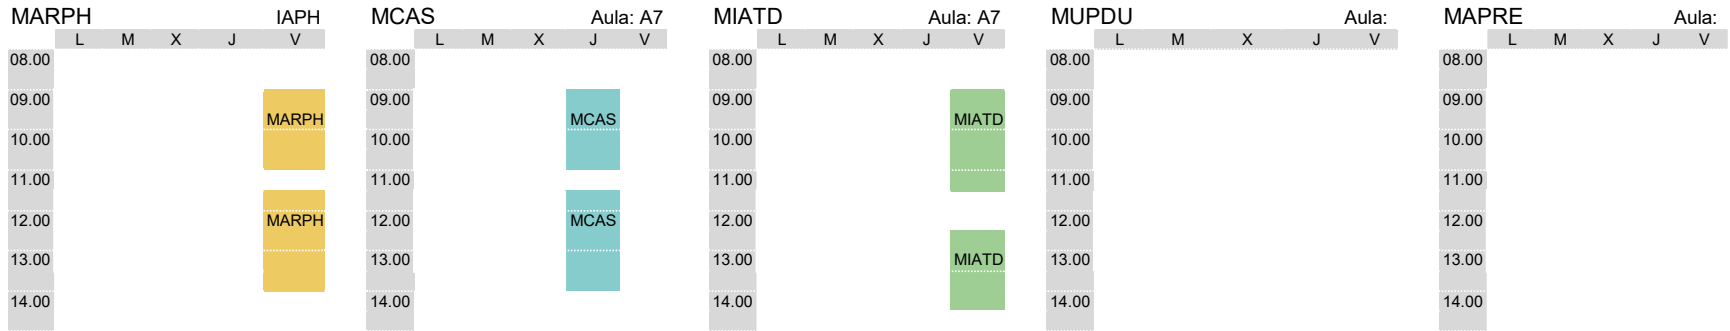 MARPH IAPH MCAS Aula: A7 MIATD Aula: A7 MUPDU Aula: MAPRE Aula:
L M X J V L M X J V L M X J V L M X J V L M X J V
08.00 08.00 08.00 08.00 08.00
09.00 09.00 09.00 09.00 09.00
MARPH MCAS MIATD
10.00 10.00 10.00 10.00 10.00
11.00 11.00 11.00 11.00 11.00
12.00 MARPH 12.00 MCAS 12.00 12.00 12.00
13.00 13.00 13.00 MIATD 13.00 13.00
14.00 14.00 14.00 14.00 14.00